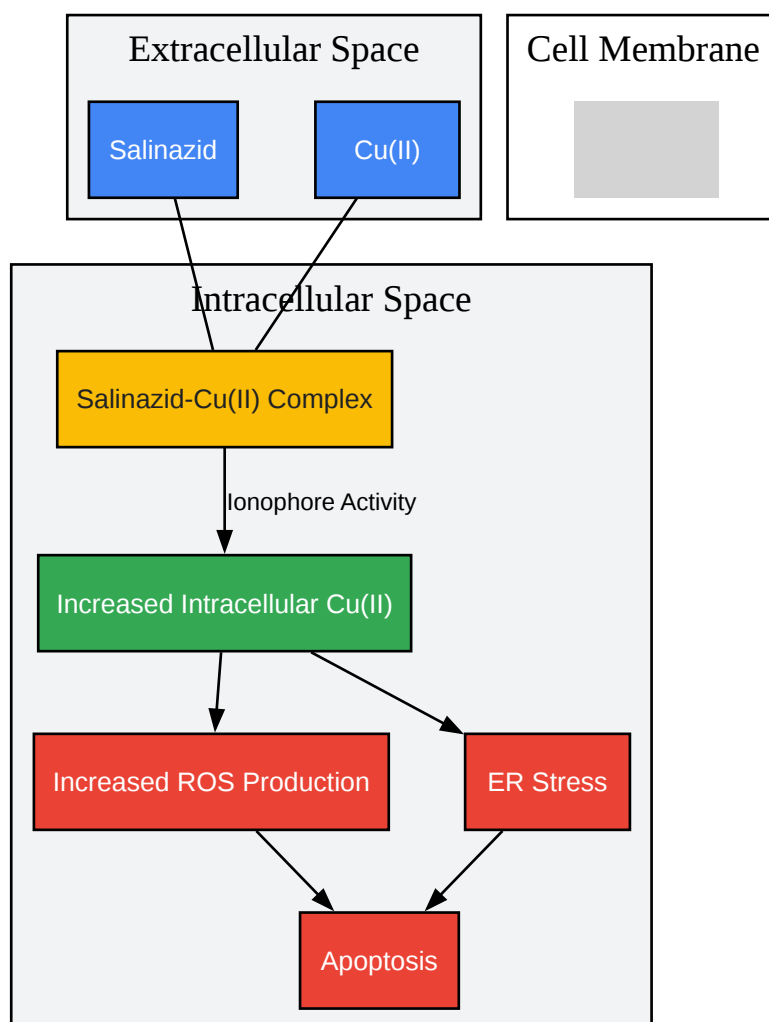 Extracellular Space
Cell Membrane
Salinazid
Cu(II)
Intracellular Space
Salinazid-Cu(II) Complex
Ionophore Activity
Increased Intracellular Cu(II)
Increased ROS Production
ER Stress
Apoptosis